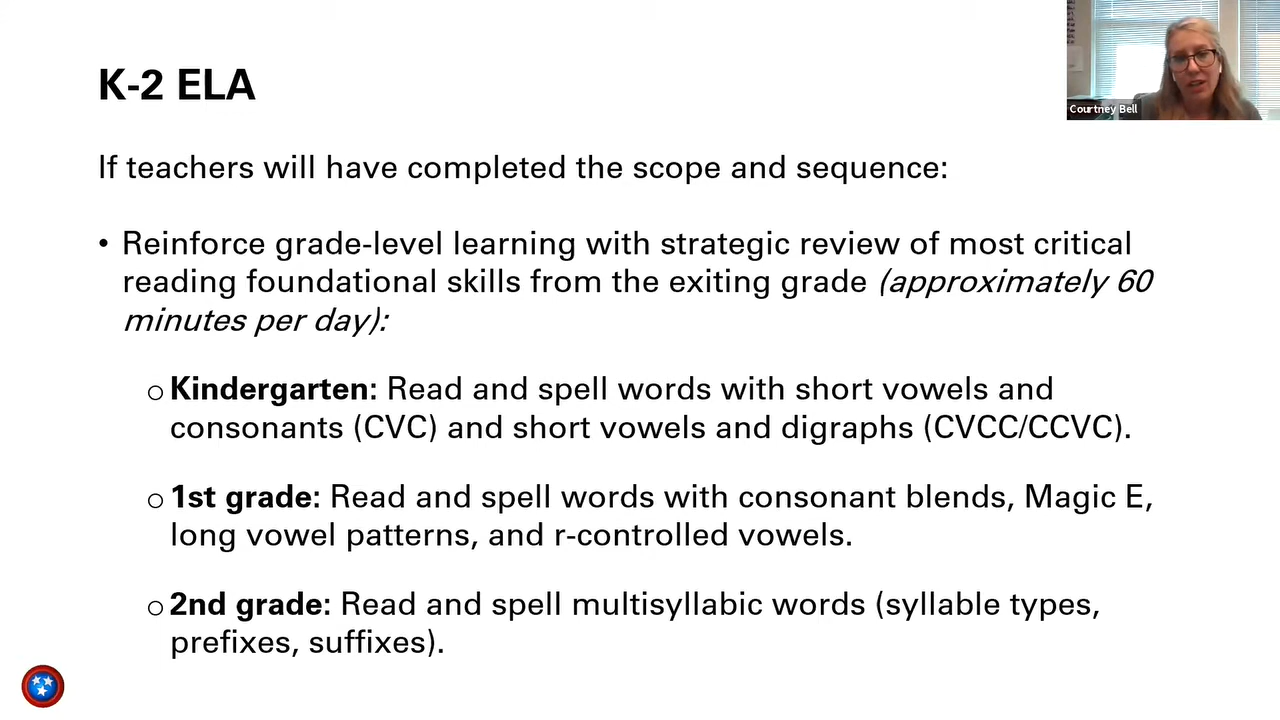 K-2 ELA
Courtney Bell
If teachers will have completed the scope and sequence:
• Reinforce grade-level learning with strategic review of most critical
reading foundational skills from the exiting grade (approximately 60
minutes per day):
o Kindergarten: Read and spell words with short vowels and
consonants (CVC) and short vowels and digraphs (CVCC/CCVC).
o 1st grade: Read and spell words with consonant blends, Magic E,
long vowel patterns, and r-controlled vowels.
o 2nd grade: Read and spell multisyllabic words (syllable types,
prefixes, suffixes).